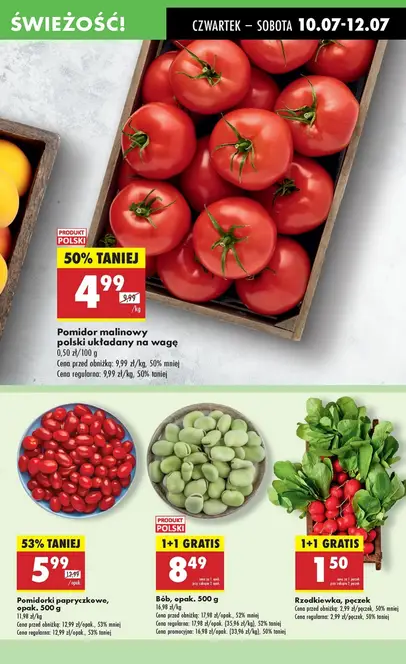 ŚWIEŻOŚĆ!
CZWARTEK – SOBOTA 10.07-12.07
PRODUKT
POLSKI
50% TANIEJ
4.99
9,99
/kg
Pomidor malinowy
polski układany na wagę
0,50 zł/100 g
Cena przed obniżką: 9,99 zł/kg, 50% mniej
Cena regularna: 9,99 zł/kg, 50% taniej
53% TANIEJ
5.99
12,99
/opak.
Pomidorki papryczkowe,
opak. 500 g
11,98 zł/kg
Cena przed obniżką: 12,99 zł/opak., 53% mniej
Cena regularna: 12,99 zł/opak., 53% taniej
PRODUKT
POLSKI
1+1 GRATIS
8.49
Bób, opak. 500 g
16,98 zł/kg
Cena przed obniżką: 17,98 zł/opak., 52% mniej
Cena regularna: 17,98 zł/opak. (35,96 zł/kg), 52% taniej
Cena promocyjna: 16,98 zł/opak. (33,96 zł/kg), 50% taniej
1+1 GRATIS
1.50
Rzodkiewka, pęczek
Cena przed obniżką: 2,99 zł/pęczek, 50% mniej
Cena regularna: 2,99 zł/pęczek, 50% taniej